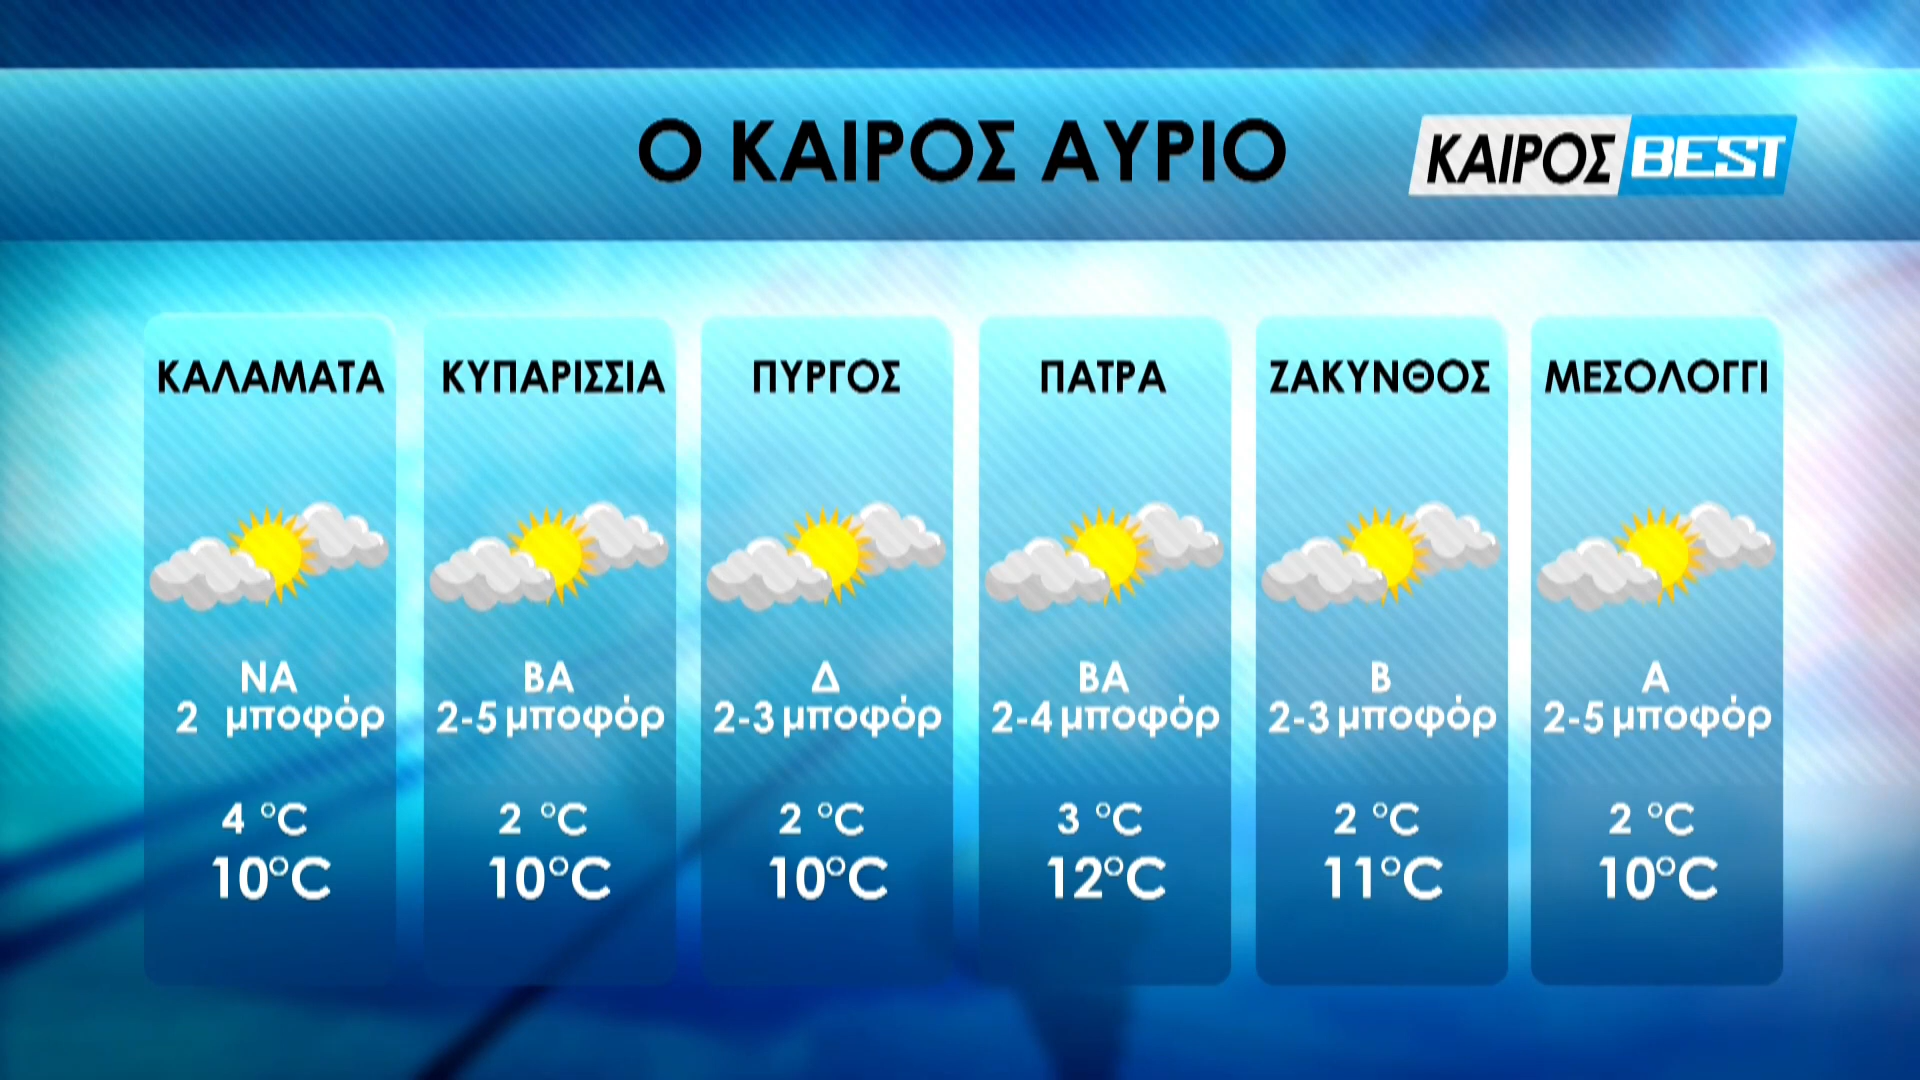 Ο ΚΑΙΡΟΣ ΑΥΡΙΟ
ΚΑΙΡΟΣ BEST
ΚΑΛΑΜΑΤΑ
ΝΑ
2 μποφόρ
4 °C
10°C
ΚΥΠΑΡΙΣΣΙΑ
ΒΑ
2-5 μποφόρ
2 °C
10°C
ΠΥΡΓΟΣ
Δ
2-3 μποφόρ
2 °C
10°C
ΠΑΤΡΑ
ΒΑ
2-4 μποφόρ
3 °C
12°C
ΖΑΚΥΝΘΟΣ
Β
2-3 μποφόρ
2 °C
11°C
ΜΕΣΟΛΟΓΓΙ
Α
2-5 μποφόρ
2 °C
10°C